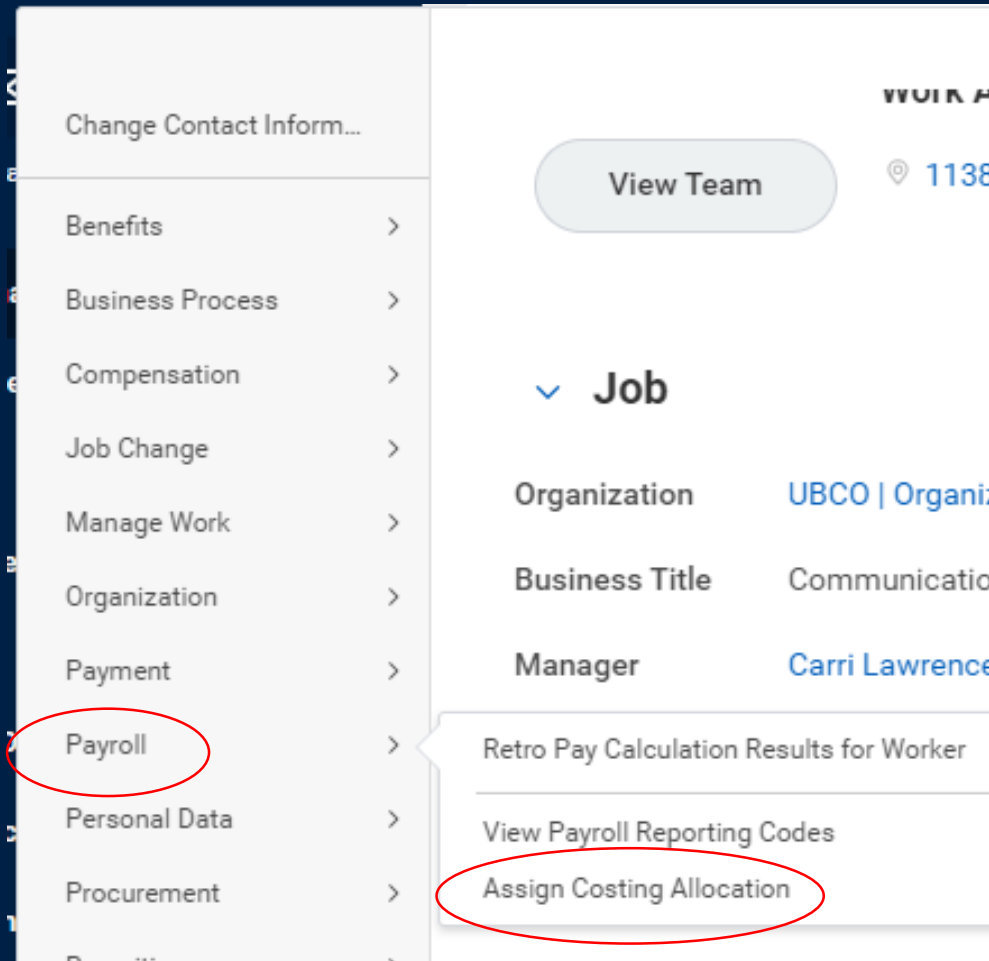 Change Contact Inform...
Benefits
Business Process
Compensation
Job Change
Manage Work
Organization
Payment
Payroll
Personal Data
Procurement
View Team
1138
Job
Organization UBCO | Organiz
Business Title Communicatio
Manager Carri Lawrence
Retro Pay Calculation Results for Worker
View Payroll Reporting Codes
Assign Costing Allocation